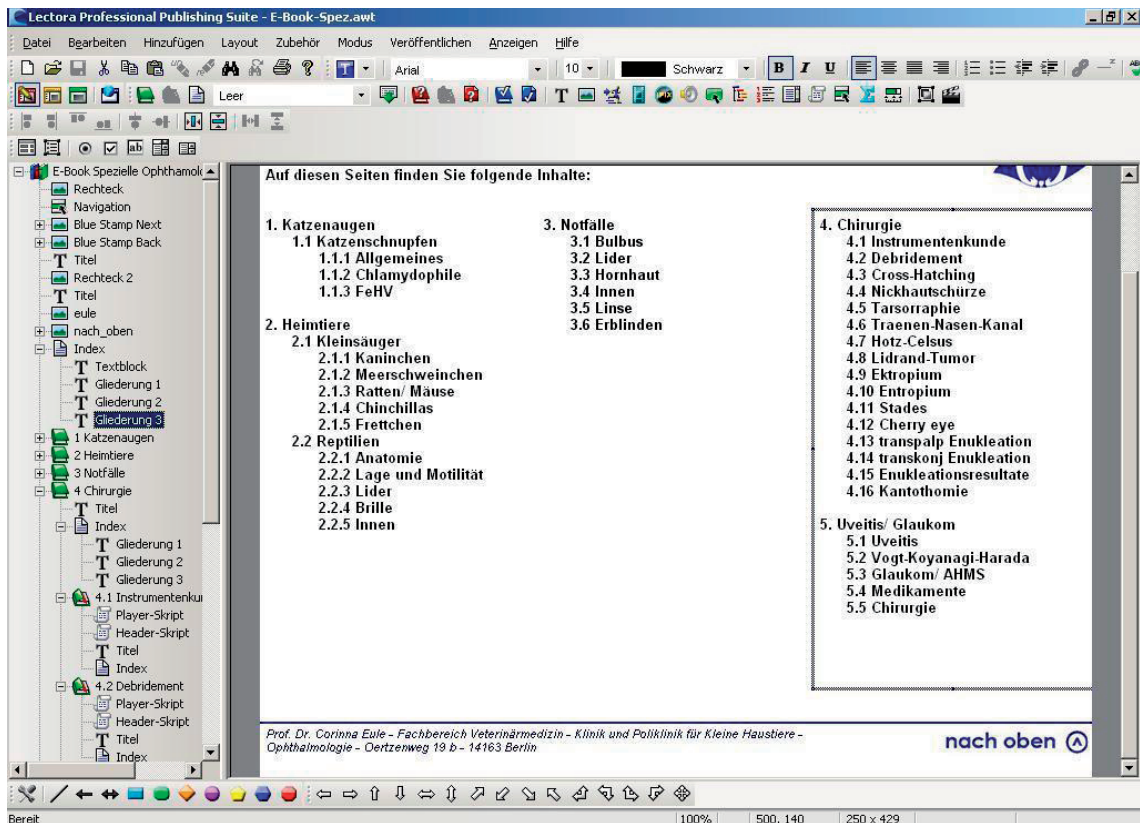 Lectora Professional Publishing Suite - E-Book-Spez.awt
Datei Bearbeiten Hinzufügen Layout Zubehör Modus Veröffentlichen Anzeigen Hilfe
Arial 10 Schwarz B I U
Leer
E-Book Spezielle Ophthamol
Rechteck
Navigation
Blue Stamp Next
Blue Stamp Back
Titel
Rechteck 2
Titel
eule
nach_oben
Index
Textblock
Gliederung 1
Gliederung 2
Gliederung 3
1 Katzenaugen
2 Heimtiere
3 Notfälle
4 Chirurgie
Titel
Index
Gliederung 1
Gliederung 2
Gliederung 3
4.1 Instrumentenku
Player-Skript
Header-Skript
Titel
Index
4.2 Debridement
Player-Skript
Header-Skript
Titel
Index
Auf diesen Seiten finden Sie folgende Inhalte:
1. Katzenaugen
1.1 Katzenschnupfen
1.1.1 Allgemeines
1.1.2 Chlamydophile
1.1.3 FeHV
2. Heimtiere
2.1 Kleinsäuger
2.1.1 Kaninchen
2.1.2 Meerschweinchen
2.1.3 Ratten/ Mäuse
2.1.4 Chinchillas
2.1.5 Frettchen
2.2 Reptilien
2.2.1 Anatomie
2.2.2 Lage und Motilität
2.2.3 Lider
2.2.4 Brille
2.2.5 Innen
3. Notfälle
3.1 Bulbus
3.2 Lider
3.3 Hornhaut
3.4 Innen
3.5 Linse
3.6 Erblinden
4. Chirurgie
4.1 Instrumentenkunde
4.2 Debridement
4.3 Cross-Hatching
4.4 Nickhautschürze
4.5 Tarsorraphie
4.6 Traenen-Nasen-Kanal
4.7 Hotz-Celsus
4.8 Lidrand-Tumor
4.9 Ektropium
4.10 Entropium
4.11 Stades
4.12 Cherry eye
4.13 transpalp Enukleation
4.14 transkonj Enukleation
4.15 Enukleationsresultate
4.16 Kantothomie
5. Uveitis/ Glaukom
5.1 Uveitis
5.2 Vogt-Koyanagi-Harada
5.3 Glaukom/ AHMS
5.4 Medikamente
5.5 Chirurgie
Prof. Dr. Corinna Eule – Fachbereich Veterinärmedizin – Klinik und Poliklinik für Kleine Haustiere –
Ophthalmologie – Oertzenweg 19 b – 14163 Berlin
nach oben
Bereit 100% 500, 140 250 x 429